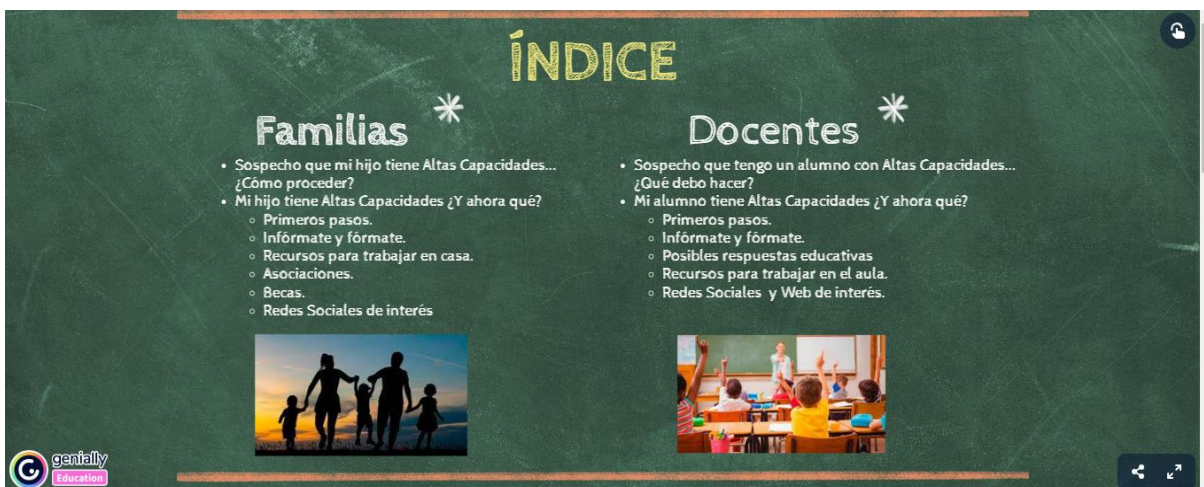 ÍNDICE
Familias
Sospecho que mi hijo tiene Altas Capacidades...
¿Cómo proceder?
Mi hijo tiene Altas Capacidades ¿Y ahora qué?
Primeros pasos.
Infórmate y fórmate.
Recursos para trabajar en casa.
Asociaciones.
Becas.
Redes Sociales de interés
Docentes
Sospecho que tengo un alumno con Altas Capacidades...
¿Qué debo hacer?
Mi alumno tiene Altas Capacidades ¿Y ahora qué?
Primeros pasos.
Infórmate y fórmate.
Posibles respuestas educativas
Recursos para trabajar en el aula.
Redes Sociales y Web de interés.
genially
Education